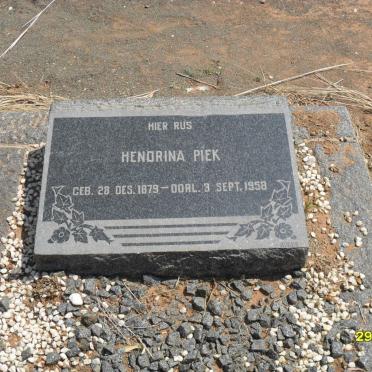 HIER RUS
HENDRINA PIEK
GEB. 28 DES. 1879 — OORL. 3 SEPT. 1958
29